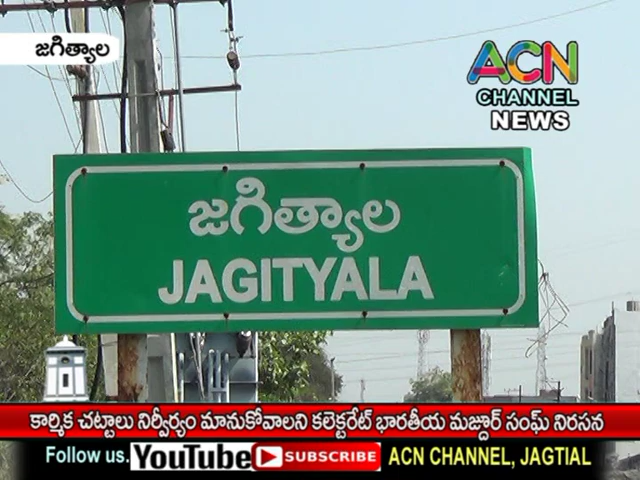 జగిత్యాల
ACN
CHANNEL
NEWS
జగిత్యాల
JAGITYALA
కార్మిక చట్టాలు నిర్వీర్యం మానుకోవాలని కలెక్టరేట్ భారతీయ మజ్దూర్ సంఘ్ నిరసన
Follow us. YouTube SUBSCRIBE ACN CHANNEL, JAGTIAL